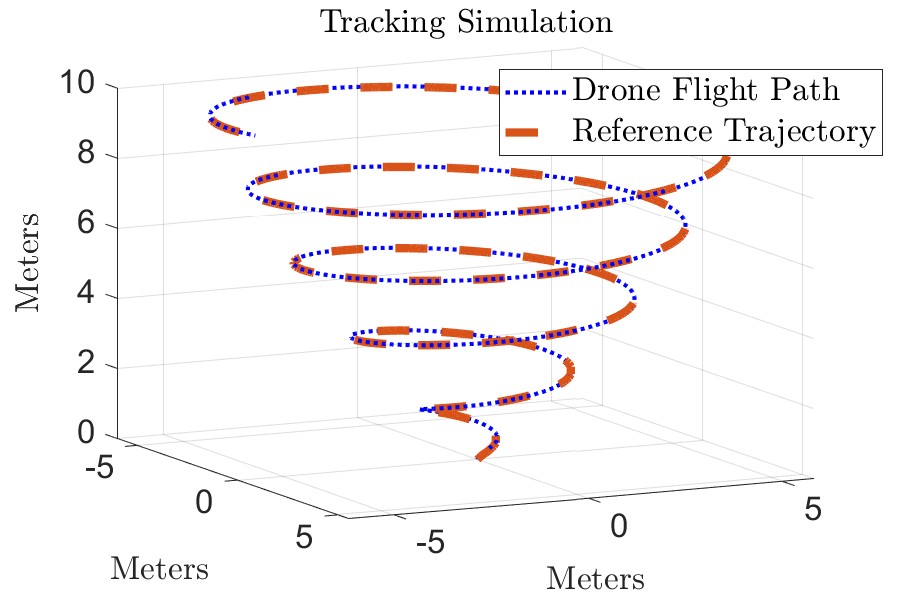 Tracking Simulation
Drone Flight Path
Reference Trajectory
10
8
6
4
2
0
Meters
-5
0
5
Meters
-5
0
5
Meters